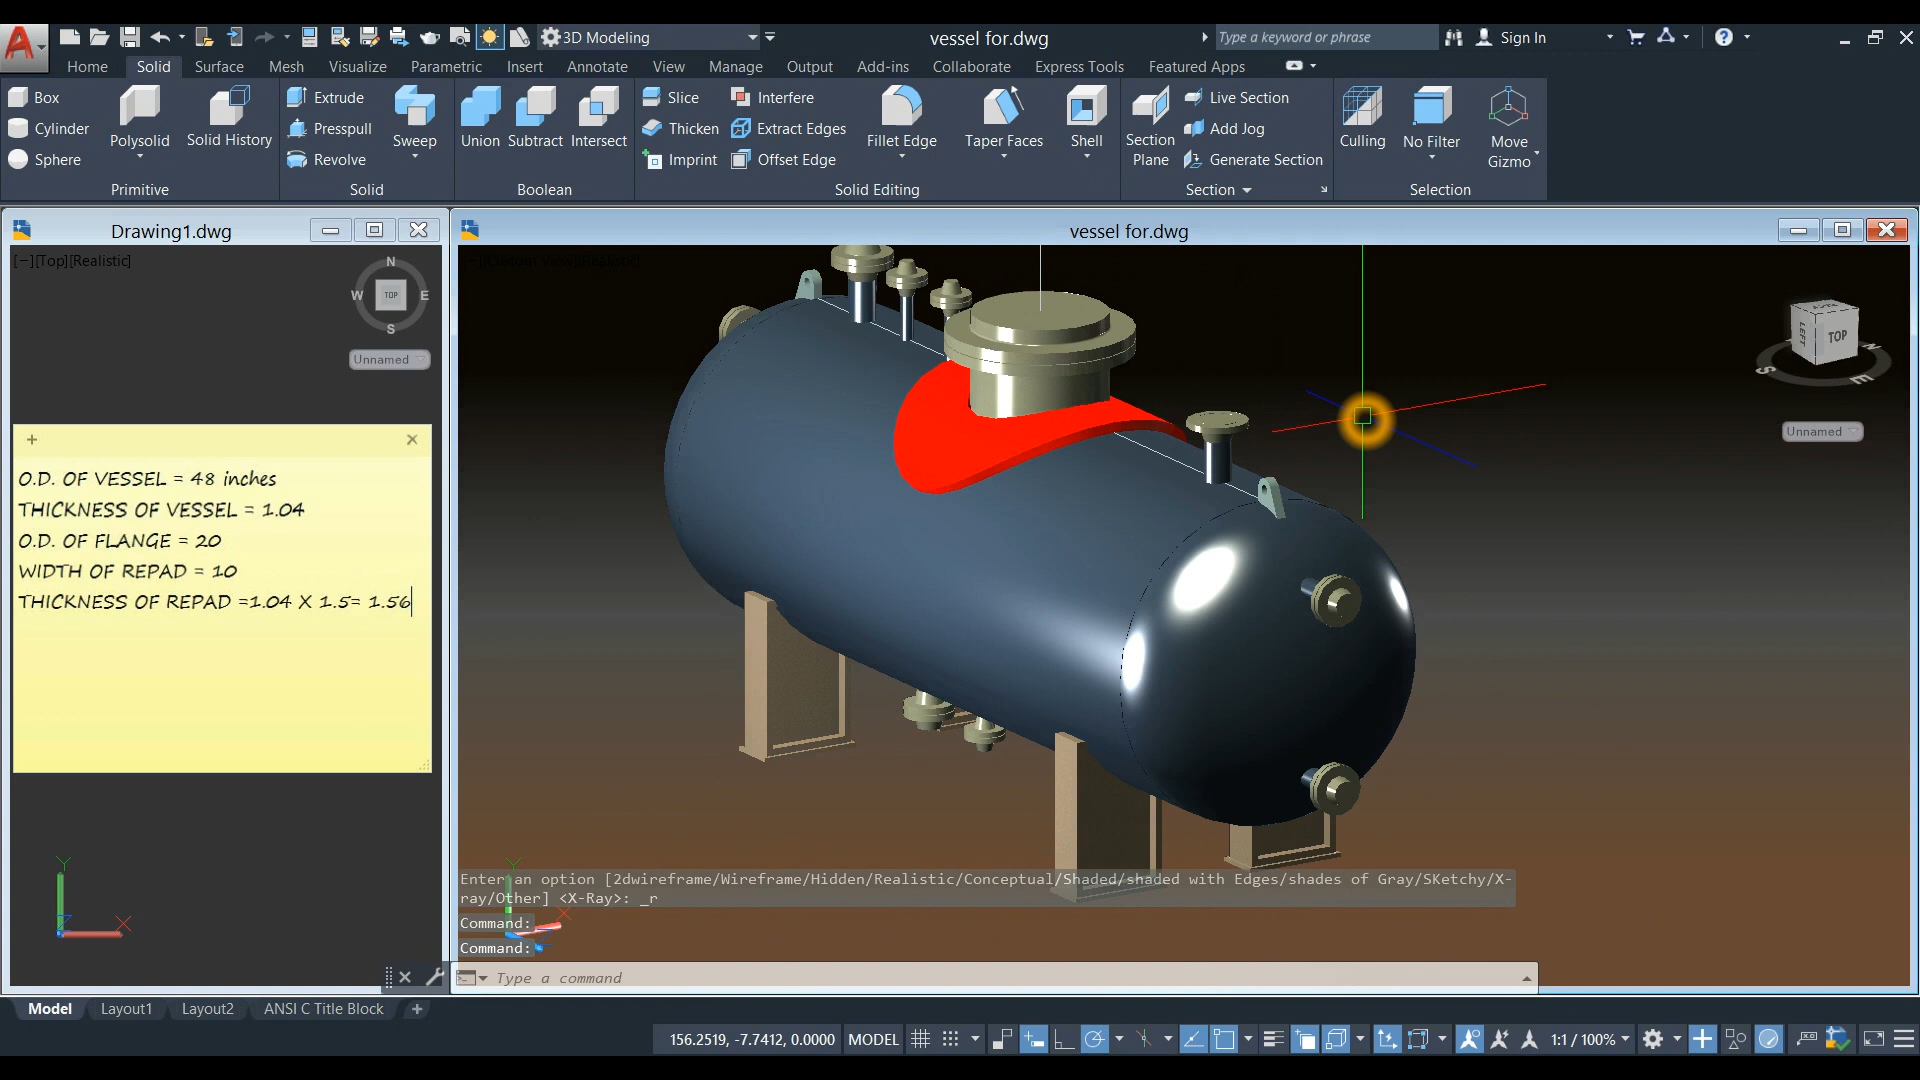 3D Modeling
vessel for.dwg
Type a keyword or phrase
Sign In
Home Solid Surface Mesh Visualize Parametric Insert Annotate View Manage Output Add-ins Collaborate Express Tools Featured Apps
Box
Cylinder
Sphere
Polysolid
Solid History
Primitive
Extrude
Presspull
Revolve
Sweep
Solid
Union Subtract Intersect
Boolean
Slice
Thicken
Imprint
Interfere
Extract Edges
Offset Edge
Fillet Edge
Taper Faces
Shell
Solid Editing
Section
Plane
Live Section
Add Jog
Generate Section
Section
Culling
No Filter
Move
Gizmo
Selection
Drawing1.dwg
[−][Top][Realistic]
N
W TOP E
S
Unnamed
O.D. OF VESSEL = 48 inches
THICKNESS OF VESSEL = 1.04
O.D. OF FLANGE = 20
WIDTH OF REPAD = 10
THICKNESS OF REPAD =1.04 X 1.5= 1.56
Y
X
vessel for.dwg
LEFT TOP
S E N
Unnamed
Enter an option [2dwireframe/Wireframe/Hidden/Realistic/Conceptual/Shaded/shaded with Edges/shades of Gray/SKetchy/X-
ray/Other] <X-Ray>: _r
Command:
Command:
Type a command
Model Layout1 Layout2 ANSI C Title Block +
156.2519, -7.7412, 0.0000 MODEL 1:1 / 100%